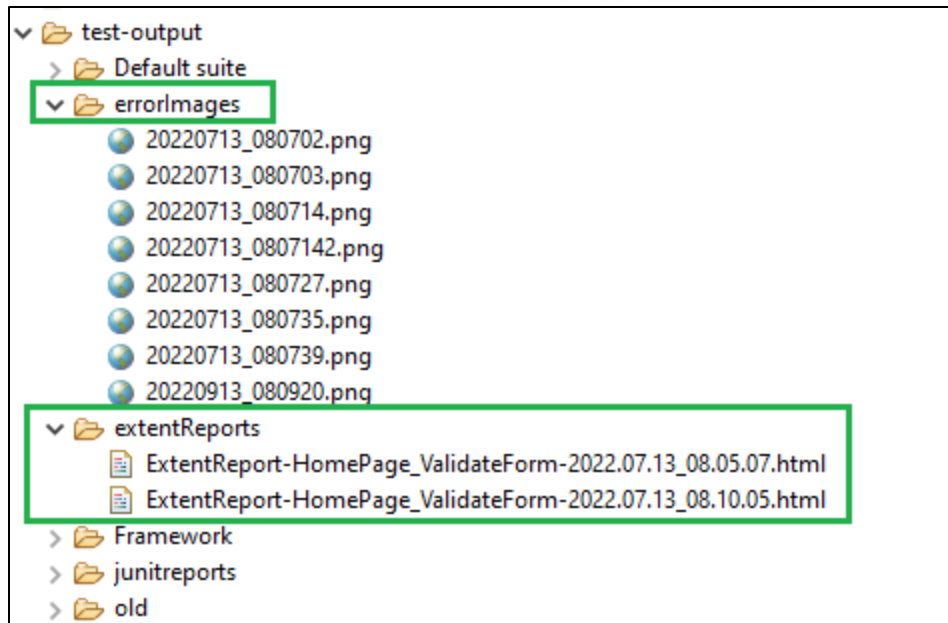 test-output
Default suite
errorImages
20220713_080702.png
20220713_080703.png
20220713_080714.png
20220713_0807142.png
20220713_080727.png
20220713_080735.png
20220713_080739.png
20220913_080920.png
extentReports
ExtentReport-HomePage_ValidateForm-2022.07.13_08.05.07.html
ExtentReport-HomePage_ValidateForm-2022.07.13_08.10.05.html
Framework
junitreports
old